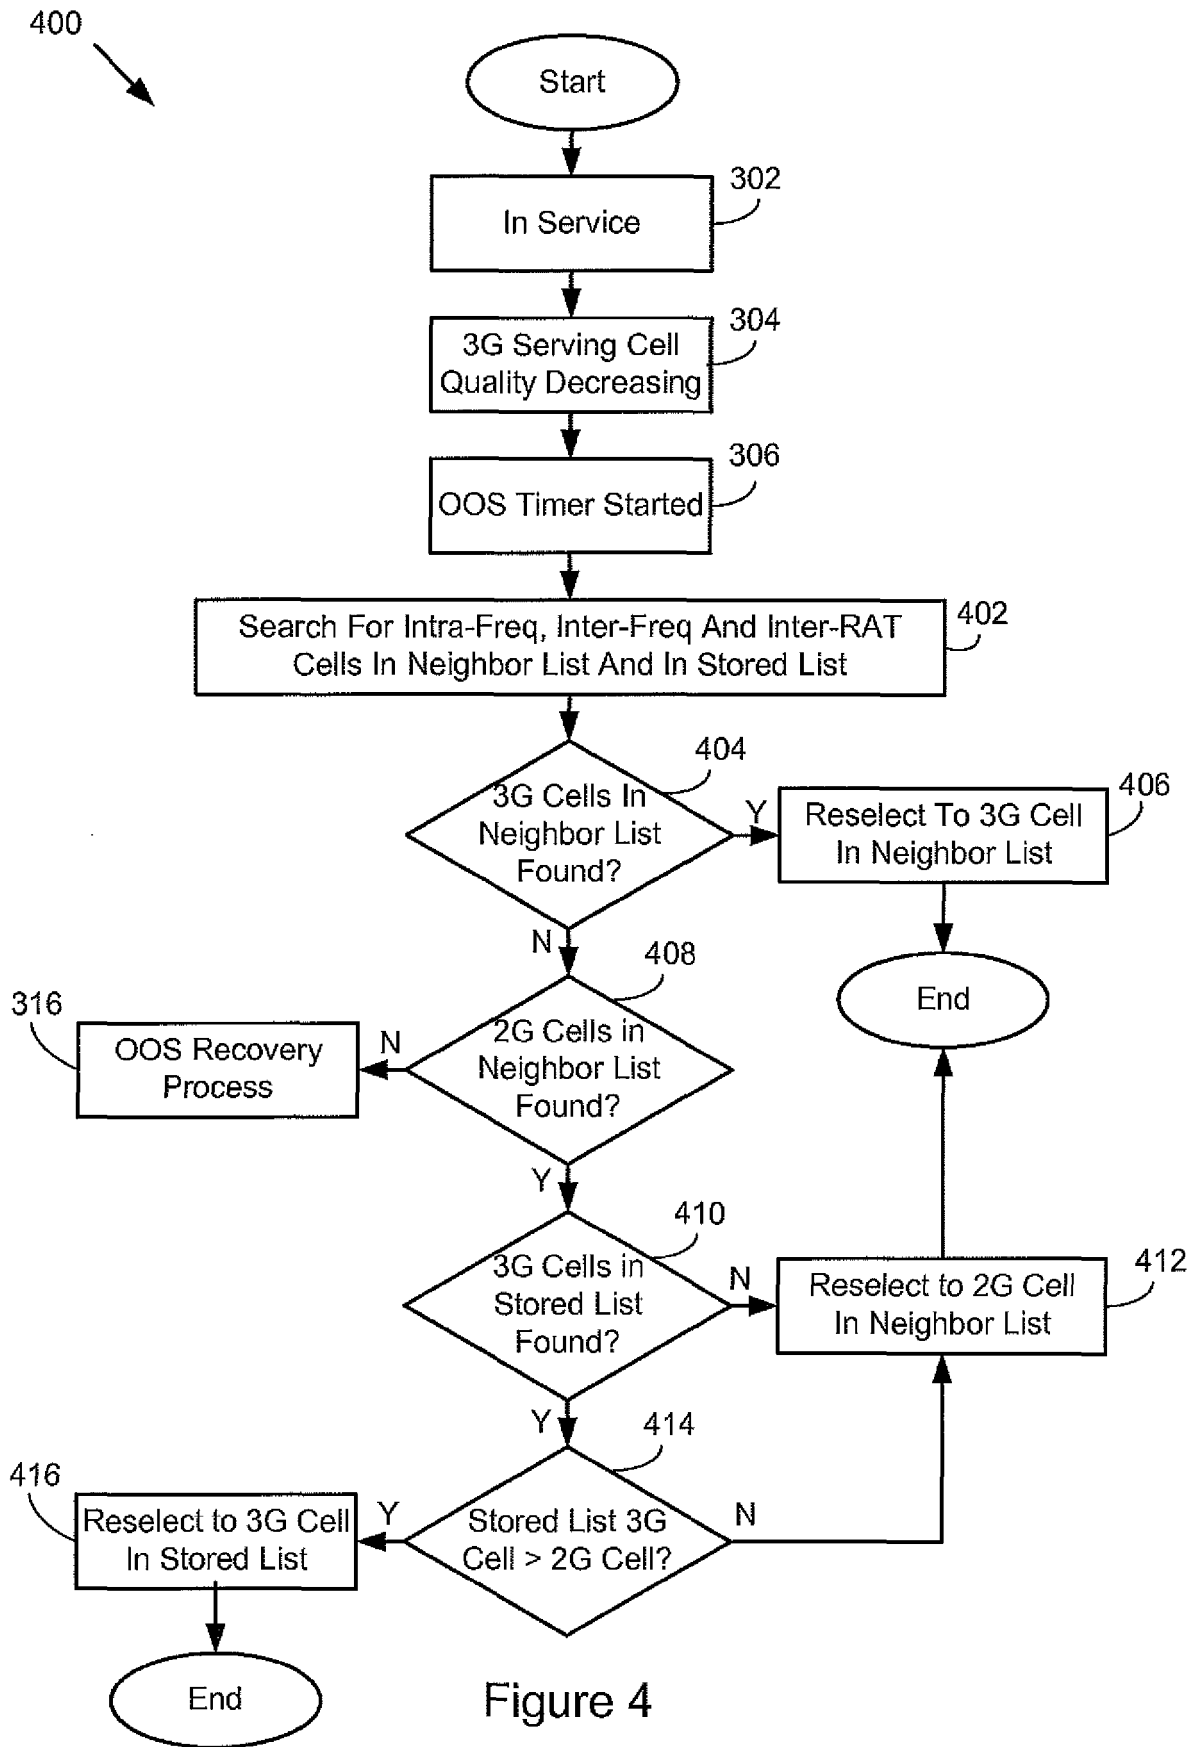 400
Start
302
In Service
304
3G Serving Cell
Quality Decreasing
306
OOS Timer Started
402
Search For Intra-Freq, Inter-Freq And Inter-RAT
Cells In Neighbor List And In Stored List
404
3G Cells In
Neighbor List
Found?
Y
406
Reselect To 3G Cell
In Neighbor List
N
408
End
316
OOS Recovery
Process
N
2G Cells in
Neighbor List
Found?
Y
410
3G Cells in
Stored List
Found?
N
412
Reselect to 2G Cell
In Neighbor List
Y
414
416
Reselect to 3G Cell
In Stored List
Y
Stored List 3G
Cell > 2G Cell?
N
End
Figure 4